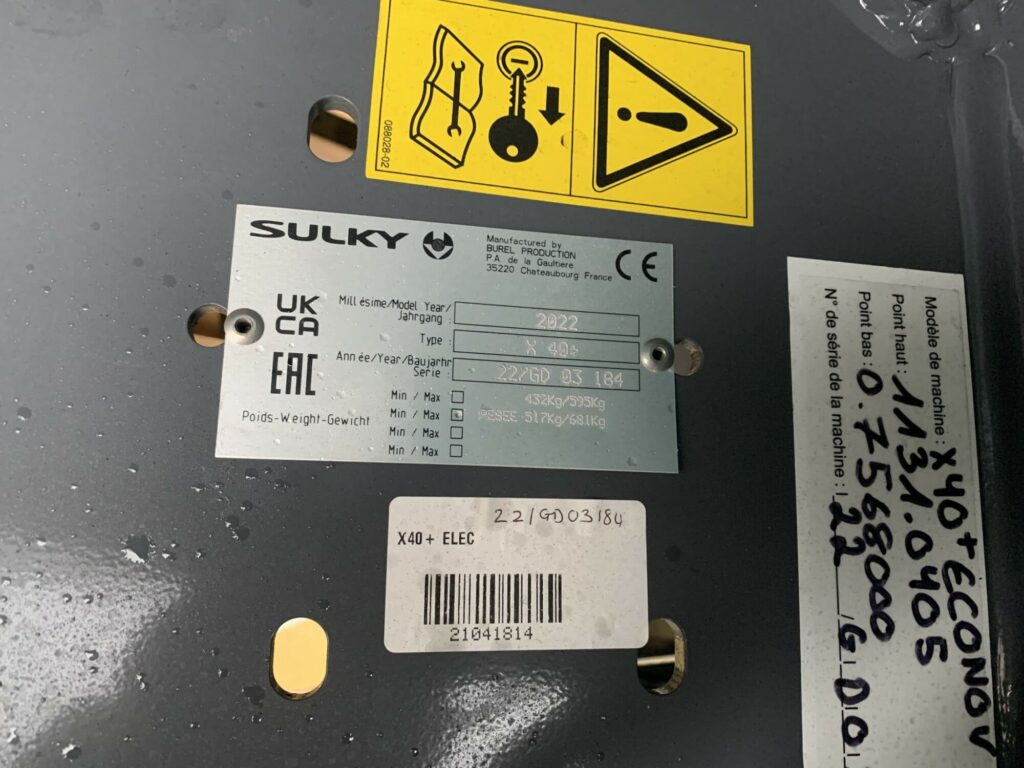 088028-02
SULKY
Manufactured by
BUREL PRODUCTION
P.A. de la Gaultiere
35220 Chateaubourg France
CE
UK
CA
EAC
Millésime/Model Year/
Jahrgang : 2022
Type : X 40+
Année/Year/Baujarhr
Série : 22/GD 03 184
Poids-Weight-Gewicht
Min / Max 432Kg/595Kg
Min / Max PESEE 517Kg/681Kg
Min / Max
Min / Max
22/GD03184
X40+ ELEC
21041814
Modèle de machine : X40+ ECONOV
Point haut : 1131.0405
Point bas : 0.7568000
N° de série de la machine : 22 GD0